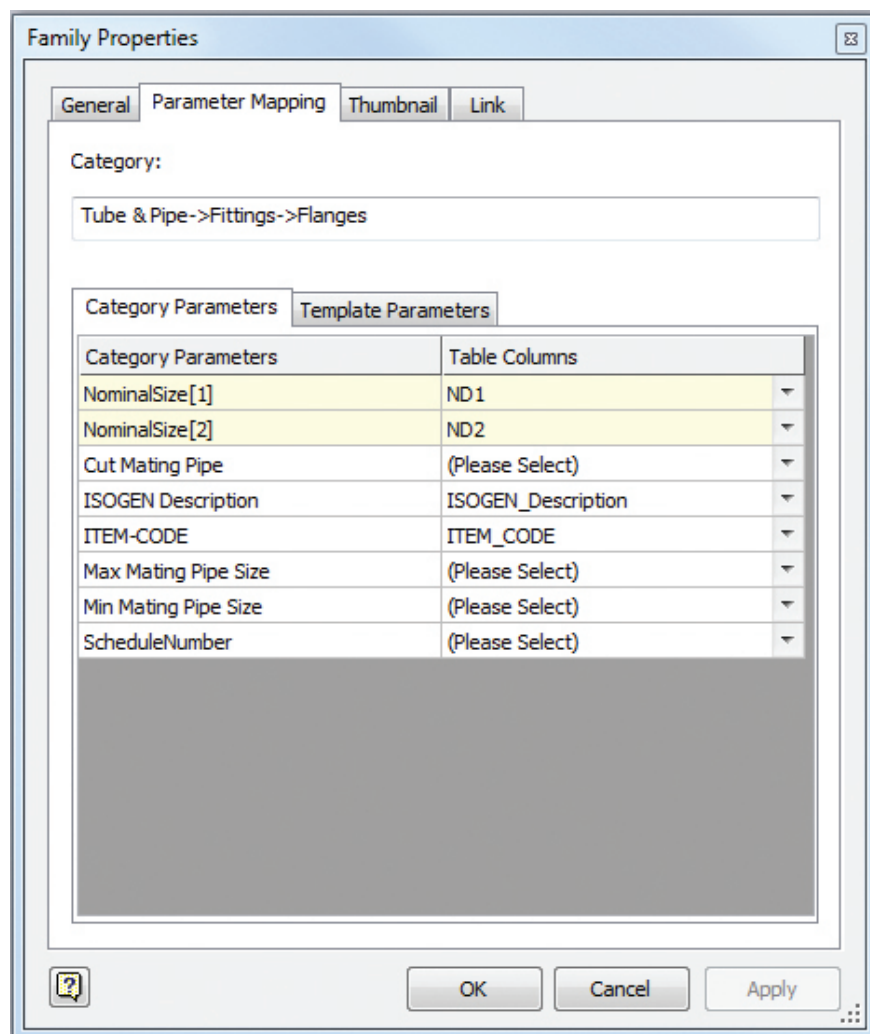 Family Properties
General Parameter Mapping Thumbnail Link
Category:
Tube & Pipe->Fittings->Flanges
Category Parameters Template Parameters
Category Parameters Table Columns
NominalSize[1] ND1
NominalSize[2] ND2
Cut Mating Pipe (Please Select)
ISOGEN Description ISOGEN_Description
ITEM-CODE ITEM_CODE
Max Mating Pipe Size (Please Select)
Min Mating Pipe Size (Please Select)
ScheduleNumber (Please Select)
OK Cancel Apply